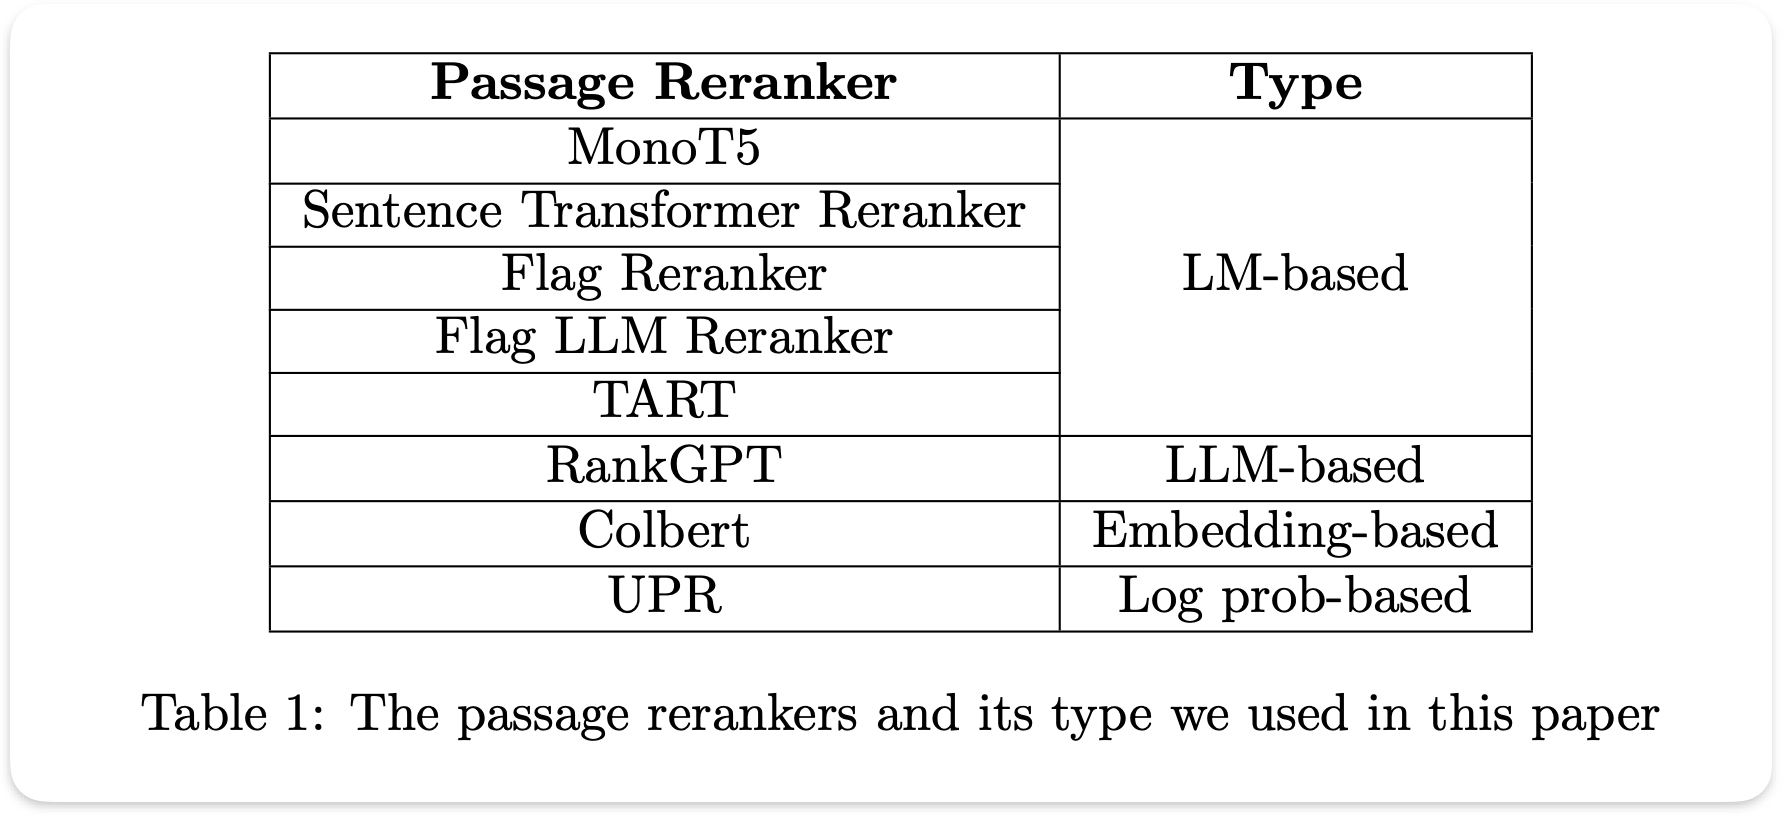 Passage Reranker Type
MonoT5
Sentence Transformer Reranker
Flag Reranker LM-based
Flag LLM Reranker
TART
RankGPT LLM-based
Colbert Embedding-based
UPR Log prob-based
Table 1: The passage rerankers and its type we used in this paper